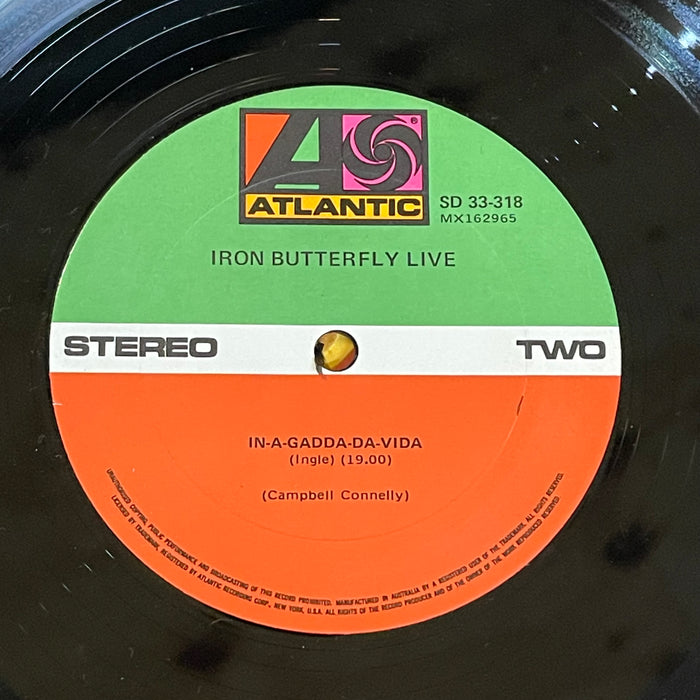 ATLANTIC ®
SD 33-318
MX162965
IRON BUTTERFLY LIVE
STEREO
TWO
IN-A-GADDA-DA-VIDA
(Ingle) (19.00)
(Campbell Connelly)
UNAUTHORISED COPYING, PUBLIC PERFORMANCE AND BROADCASTING OF THIS RECORD PROHIBITED. MANUFACTURED IN AUSTRALIA BY A REGISTERED USER OF THE TRADEMARK. ALL RIGHTS RESERVED.
LICENSED BY TRADEMARK, REGISTERED BY ATLANTIC RECORDING CORP., NEW YORK, U.S.A. ALL RIGHTS OF THE RECORD PRODUCER AND OF THE OWNER OF THE WORK REPRODUCED RESERVED.